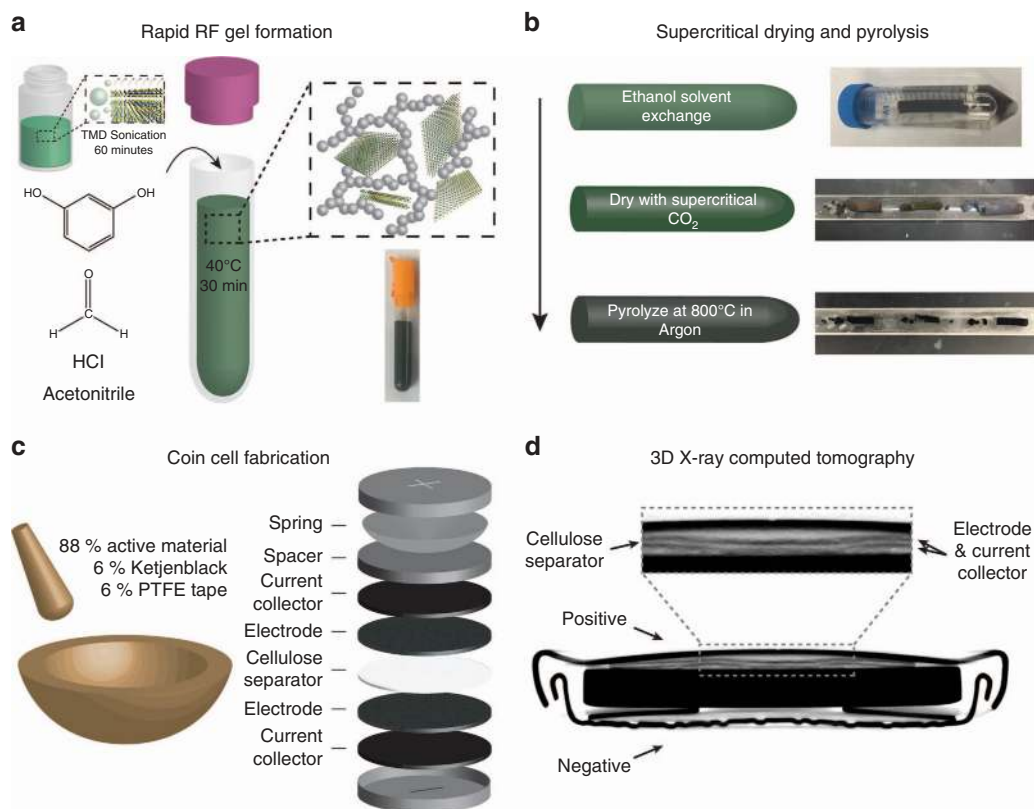 a
Rapid RF gel formation
TMD Sonication
60 minutes
HO
OH
O
C
H
H
HCl
Acetonitrile
40°C
30 min
b
Supercritical drying and pyrolysis
Ethanol solvent
exchange
Dry with supercritical
CO₂
Pyrolyze at 800°C in
Argon
c
Coin cell fabrication
88 % active material
6 % Ketjenblack
6 % PTFE tape
+
Spring
Spacer
Current
collector
Electrode
Cellulose
separator
Electrode
Current
collector
−
d
3D X-ray computed tomography
Cellulose
separator
Electrode
& current
collector
Positive
Negative